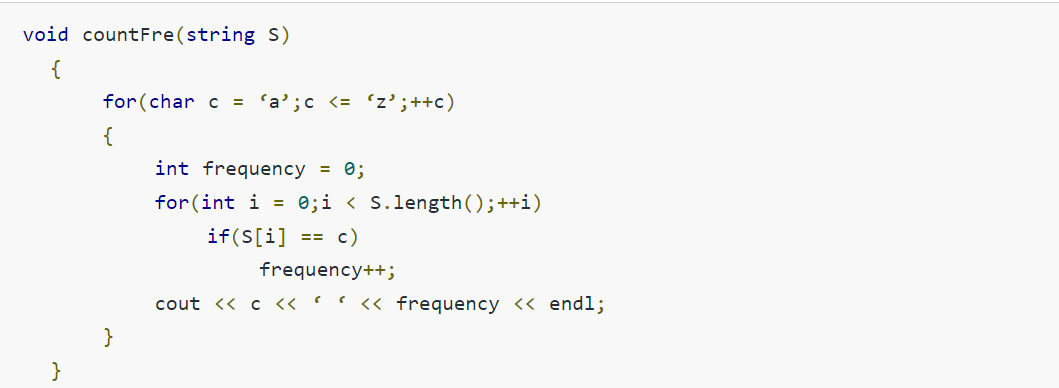 void countFre(string S)
{
for(char c = ‘a’;c <= ‘z’;++c)
{
int frequency = 0;
for(int i = 0;i < S.length();++i)
if(S[i] == c)
frequency++;
cout << c << ‘ ‘ << frequency << endl;
}
}